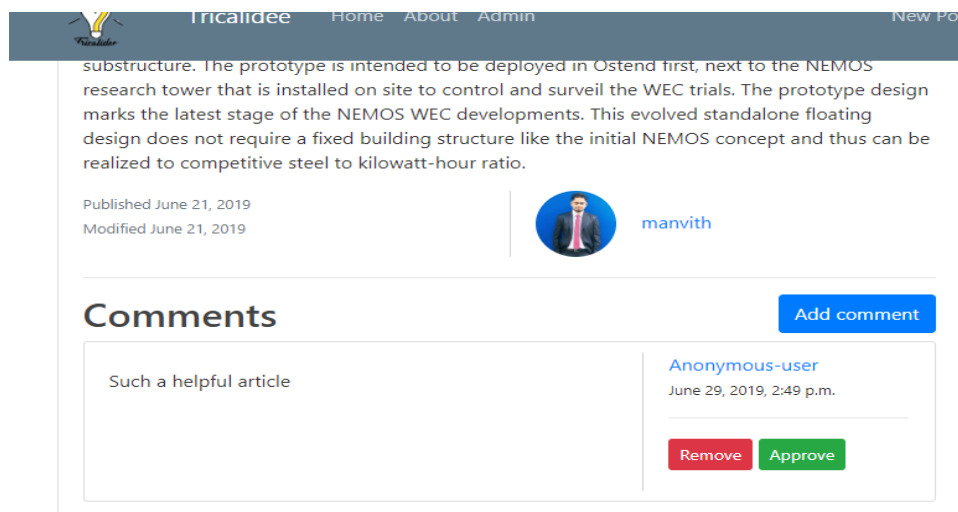 Tricalidee Home About Admin New Po
Tricalidee
substructure. The prototype is intended to be deployed in Ostend first, next to the NEMOS
research tower that is installed on site to control and surveil the WEC trials. The prototype design
marks the latest stage of the NEMOS WEC developments. This evolved standalone floating
design does not require a fixed building structure like the initial NEMOS concept and thus can be
realized to competitive steel to kilowatt-hour ratio.
Published June 21, 2019
Modified June 21, 2019
manvith
Comments
Add comment
Such a helpful article
Anonymous-user
June 29, 2019, 2:49 p.m.
Remove Approve